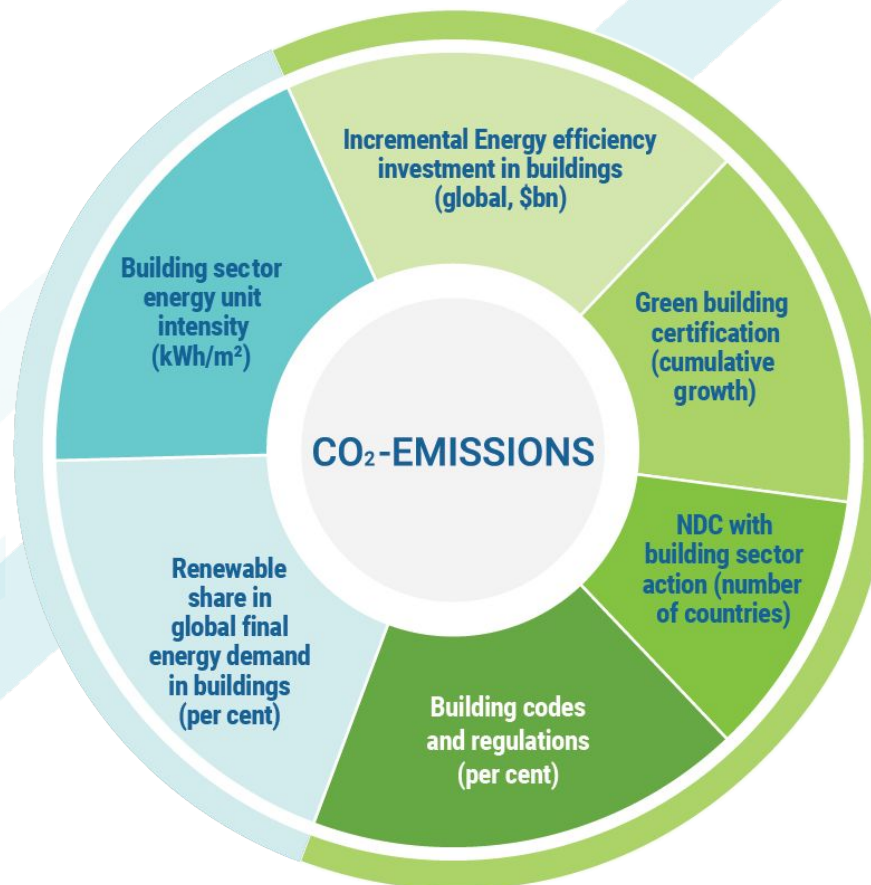 Incremental Energy efficiency
investment in buildings
(global, $bn)
Green building
certification
(cumulative
growth)
NDC with
building sector
action (number
of countries)
Building codes
and regulations
(per cent)
Renewable
share in
global final
energy demand
in buildings
(per cent)
Building sector
energy unit
intensity
(kWh/m²)
CO₂-EMISSIONS